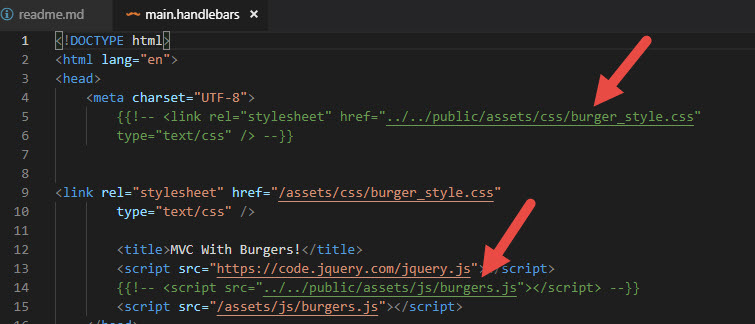 readme.md main.handlebars
1 <!DOCTYPE html>
2 <html lang="en">
3 <head>
4 <meta charset="UTF-8">
5 {{!-- <link rel="stylesheet" href="../../public/assets/css/burger_style.css"
6 type="text/css" /> --}}
7
8
9 <link rel="stylesheet" href="/assets/css/burger_style.css"
10 type="text/css" />
11
12 <title>MVC With Burgers!</title>
13 <script src="https://code.jquery.com/jquery.js"></script>
14 {{!-- <script src="../../public/assets/js/burgers.js"></script> --}}
15 <script src="/assets/js/burgers.js"></script>
16 </head>